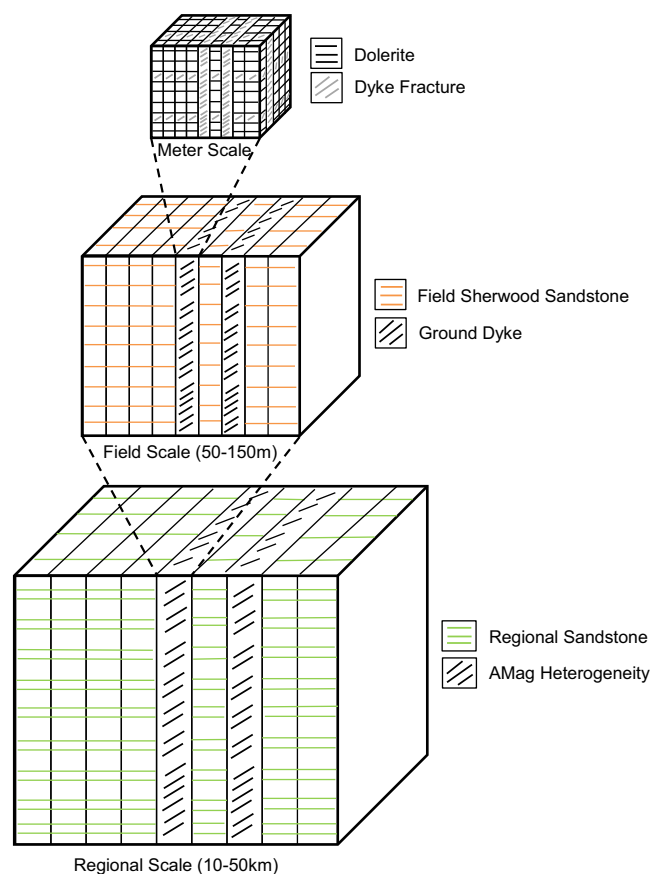 Dolerite
Dyke Fracture
Meter Scale
Field Sherwood Sandstone
Ground Dyke
Field Scale (50-150m)
Regional Sandstone
AMag Heterogeneity
Regional Scale (10-50km)